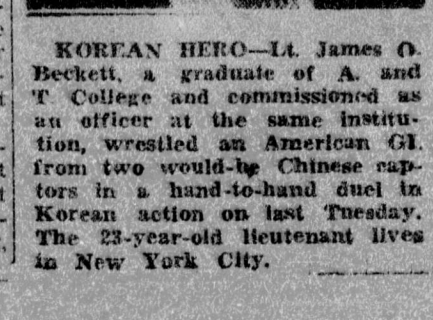 KOREAN HERO—Lt. James O.
Beckett, a graduate of A. and
T College and commissioned as
an officer at the same institu-
tion, wrestled an American GI.
from two would-be Chinese cap-
tors in a hand-to-hand duel in
Korean action on last Tuesday.
The 23-year-old lieutenant lives
in New York City.